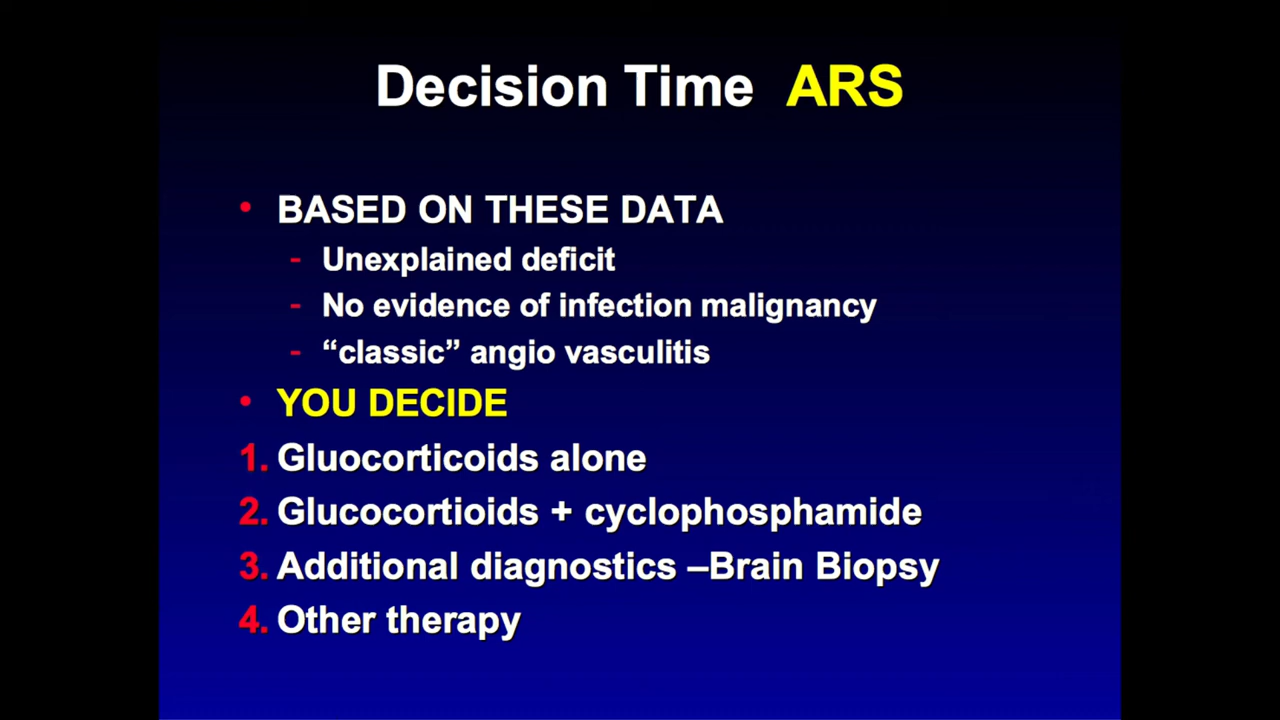 Decision Time ARS
• BASED ON THESE DATA
- Unexplained deficit
- No evidence of infection malignancy
- “classic” angio vasculitis
• YOU DECIDE
1. Gluocorticoids alone
2. Glucocortioids + cyclophosphamide
3. Additional diagnostics –Brain Biopsy
4. Other therapy